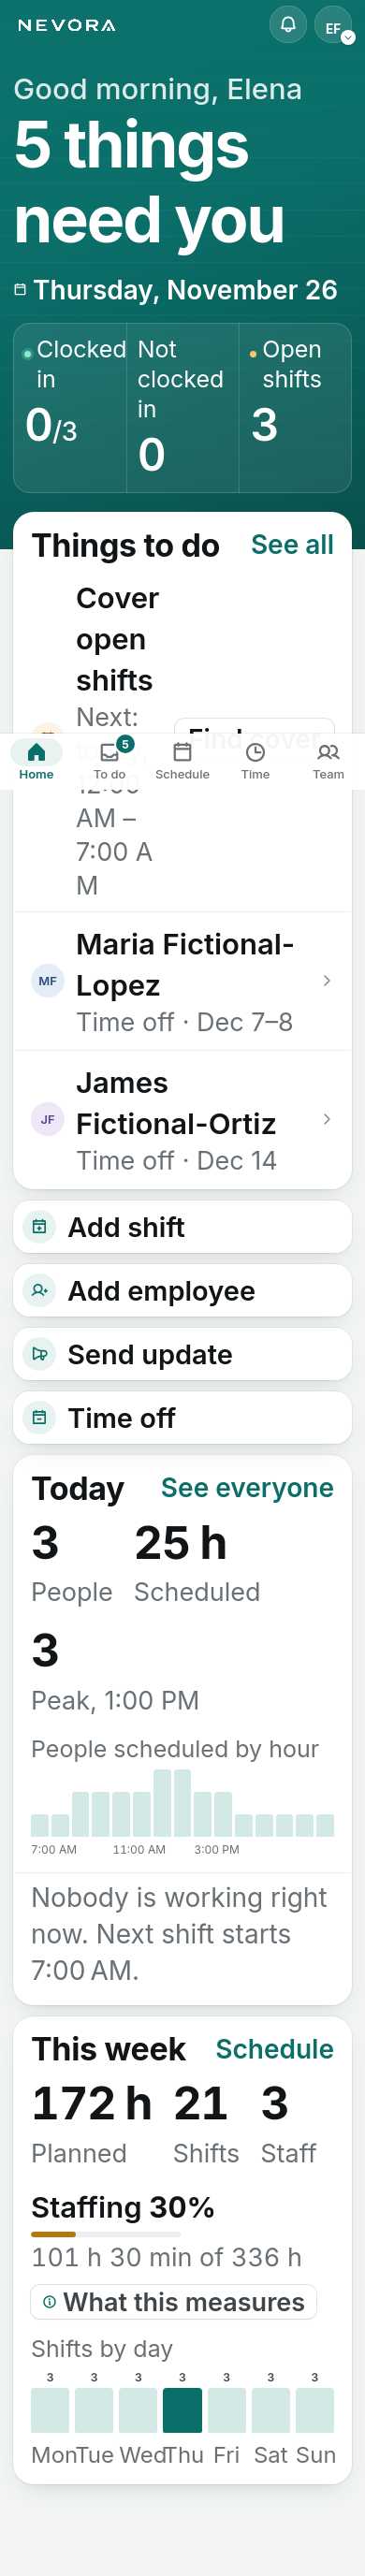 NEVORA
EF
Good morning, Elena
5 things
need you
Thursday, November 26
Clocked in
0/3
Not clocked in
0
Open shifts
3
Things to do
See all
Cover
open
shifts
Next:
Find cover
12:00
AM –
7:00 A
M
Home
To do
5
Schedule
Time
Team
MF
Maria Fictional-
Lopez
Time off · Dec 7–8
JF
James
Fictional-Ortiz
Time off · Dec 14
Add shift
Add employee
Send update
Time off
Today
See everyone
3
People
25 h
Scheduled
3
Peak, 1:00 PM
People scheduled by hour
7:00 AM 11:00 AM 3:00 PM
Nobody is working right
now. Next shift starts
7:00 AM.
This week
Schedule
172 h
Planned
21
Shifts
3
Staff
Staffing 30%
101 h 30 min of 336 h
What this measures
Shifts by day
3 3 3 3 3 3 3
Mon Tue Wed Thu Fri Sat Sun